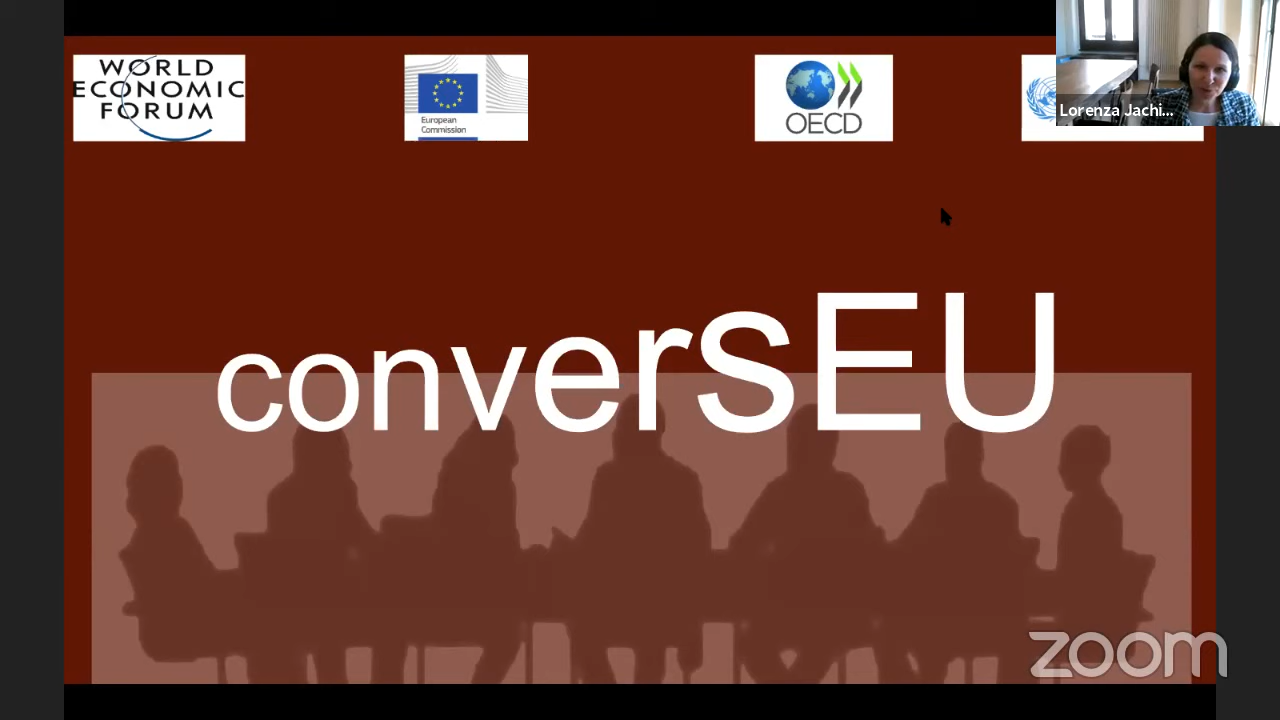 WORLD
ECONOMIC
FORUM
European
Commission
OECD
Lorenza Jachi...
converSEU
zoom